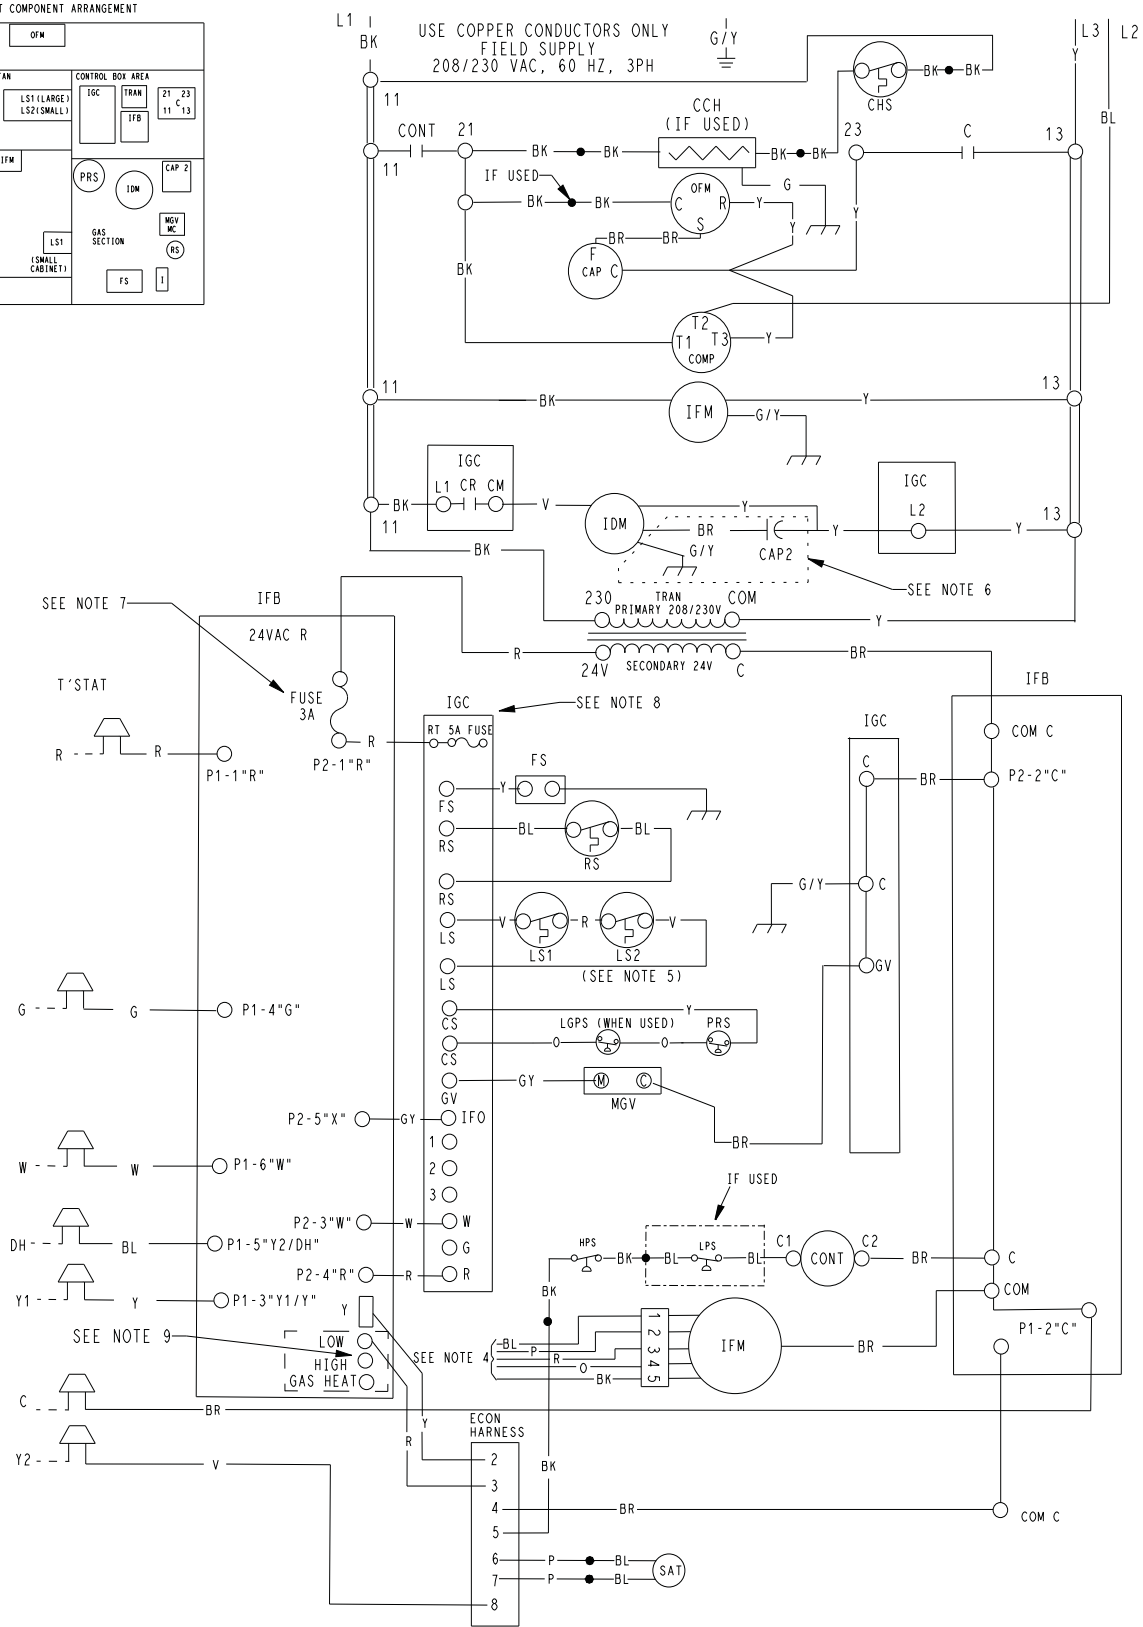 T COMPONENT ARRANGEMENT
OFM
AN
CONTROL BOX AREA
LS1(LARGE)
LS2(SMALL)
IGC
TRAN
IFB
21 23
C
11 13
IFM
PRS
IDM
CAP 2
MGV
MC
GAS
SECTION
RS
LS1
(SMALL
CABINET)
FS
I
L1
BK
USE COPPER CONDUCTORS ONLY
FIELD SUPPLY
208/230 VAC, 60 HZ, 3PH
G/Y
L3
L2
Y
BL
11
CHS
BK
BK
CONT
21
CCH
(IF USED)
23
C
13
11
BK
BK
BK
BK
IF USED
G
BK
BK
C
OFM
R
S
Y
Y
Y
BR
BR
F
CAP C
BK
T2
T1
T3
COMP
Y
11
BK
IFM
Y
13
G/Y
IGC
L1 CR CM
BK
11
V
IDM
Y
BR
G/Y
CAP2
Y
IGC
L2
Y
13
BK
SEE NOTE 6
230
TRAN
COM
PRIMARY 208/230V
Y
SEE NOTE 7
IFB
24VAC R
R
24V
SECONDARY 24V
C
BR
T'STAT
FUSE
3A
IGC
SEE NOTE 8
IFB
RT 5A FUSE
R
R
R
P1-1"R"
P2-1"R"
IGC
COM C
C
BR
P2-2"C"
FS
Y
FS
BL
BL
RS
RS
RS
G/Y
C
V
R
V
LS
LS1
LS2
LS
(SEE NOTE 5)
GV
G
G
P1-4"G"
Y
CS
LGPS (WHEN USED)
PRS
O
O
CS
GY
M
C
GV
MGV
P2-5"X"
GY
IFO
1
BR
W
W
P1-6"W"
2
3
IF USED
P2-3"W"
W
W
DH
BL
P1-5"Y2/DH"
G
HPS
BK
BL
LPS
BL
C1
CONT
C2
BR
C
P2-4"R"
R
R
BK
COM
Y1
Y
P1-3"Y1/Y"
Y
SEE NOTE 9
LOW
HIGH
GAS HEAT
SEE NOTE 4
BL
P
R
O
BK
1
2
3
4
5
IFM
BR
P1-2"C"
C
BR
R
Y
ECON
HARNESS
Y2
V
2
BK
3
4
BR
COM C
5
6
P
BL
SAT
7
P
BL
8